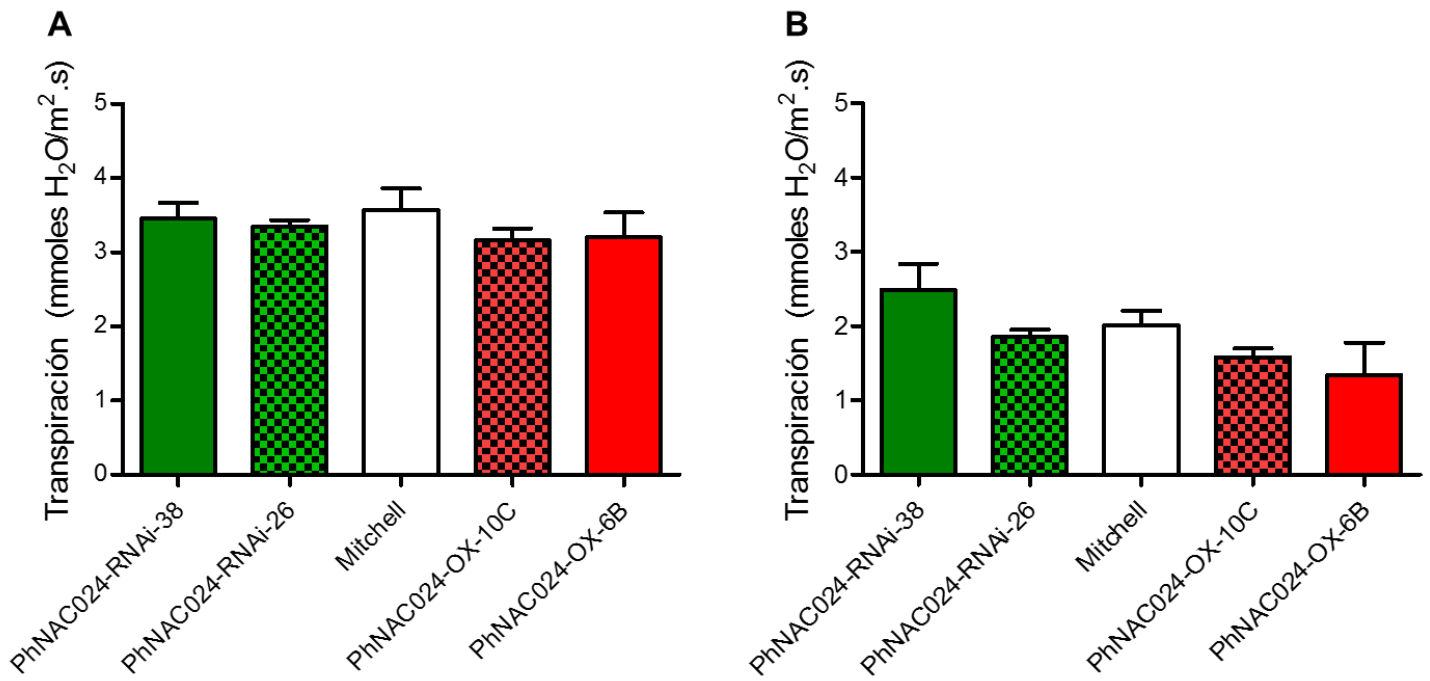 A
Transpiración (mmoles H₂O/m².s)
5
4
3
2
1
0
PhNAC024-RNAi-38
PhNAC024-RNAi-26
Mitchell
PhNAC024-OX-10C
PhNAC024-OX-6B
B
Transpiración (mmoles H₂O/m².s)
5
4
3
2
1
0
PhNAC024-RNAi-38
PhNAC024-RNAi-26
Mitchell
PhNAC024-OX-10C
PhNAC024-OX-6B